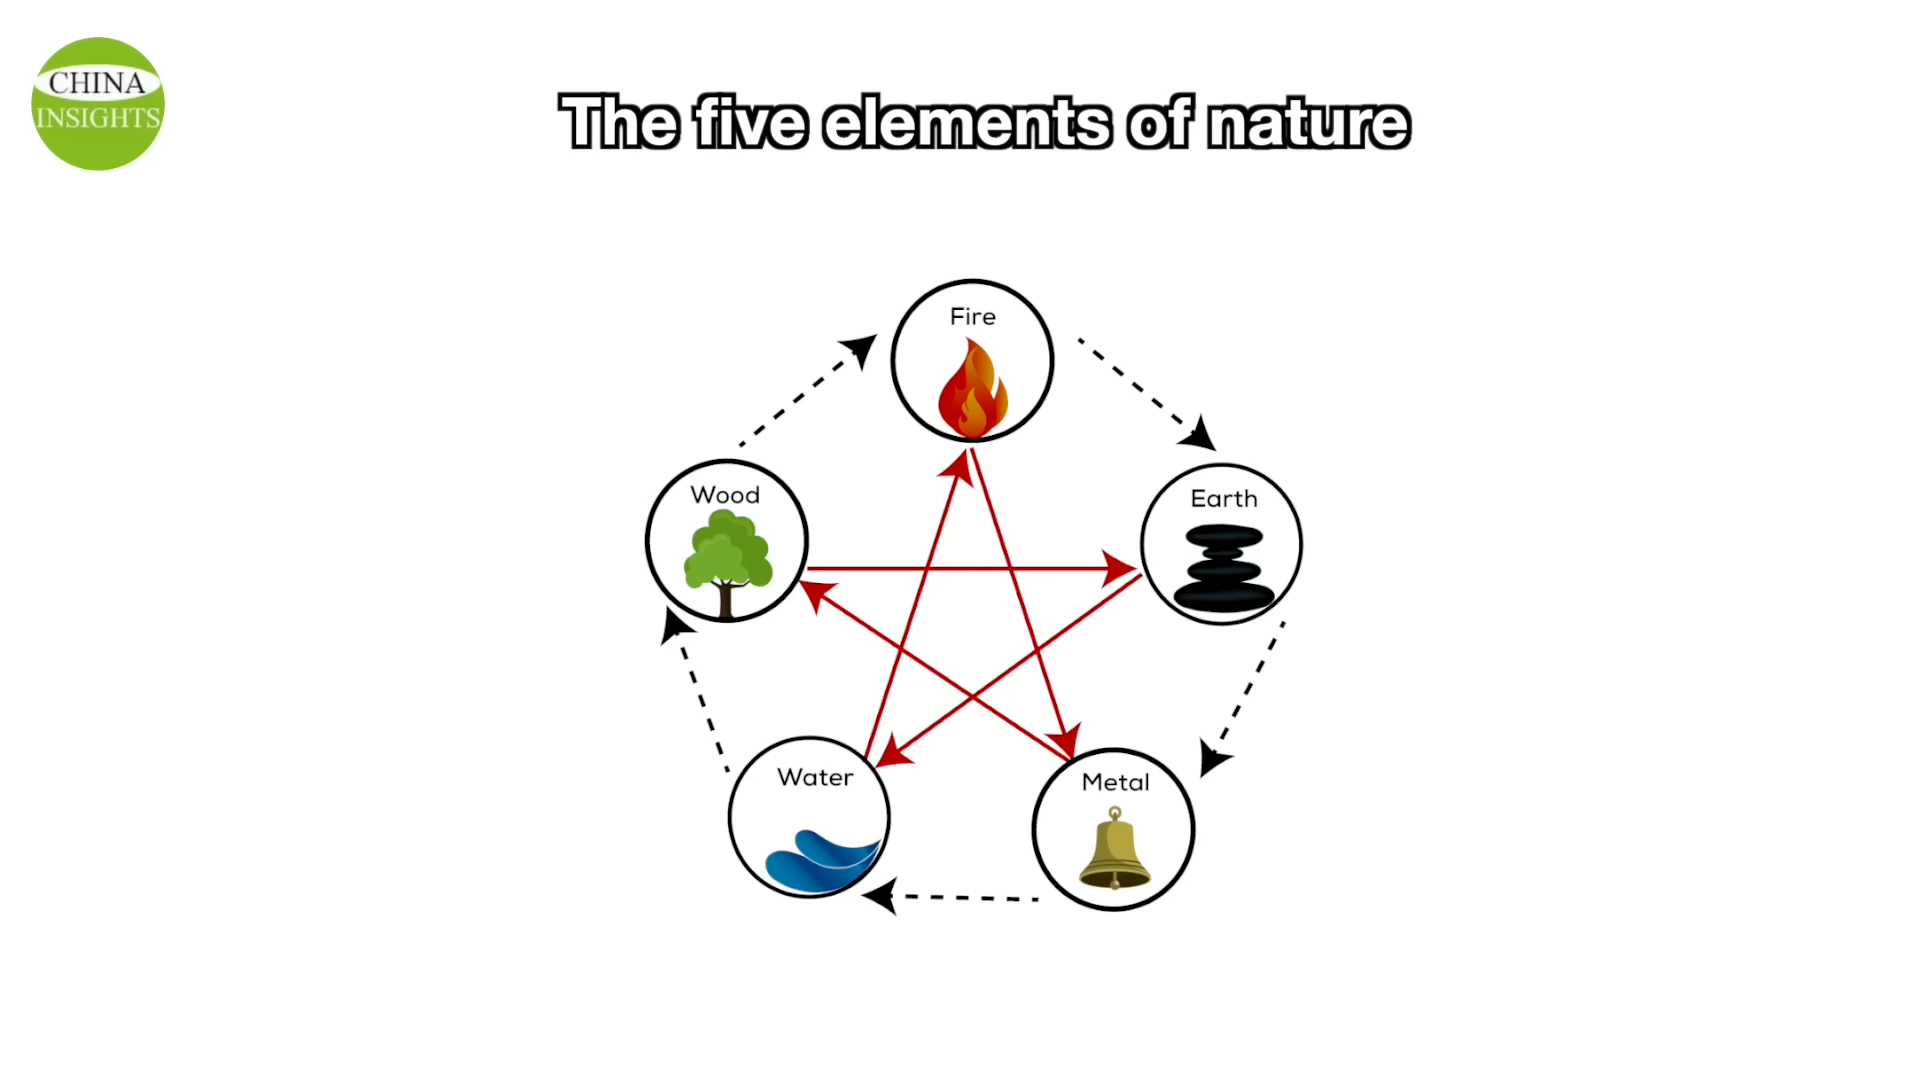 CHINA
INSIGHTS
The five elements of nature
Fire
Wood
Earth
Water
Metal